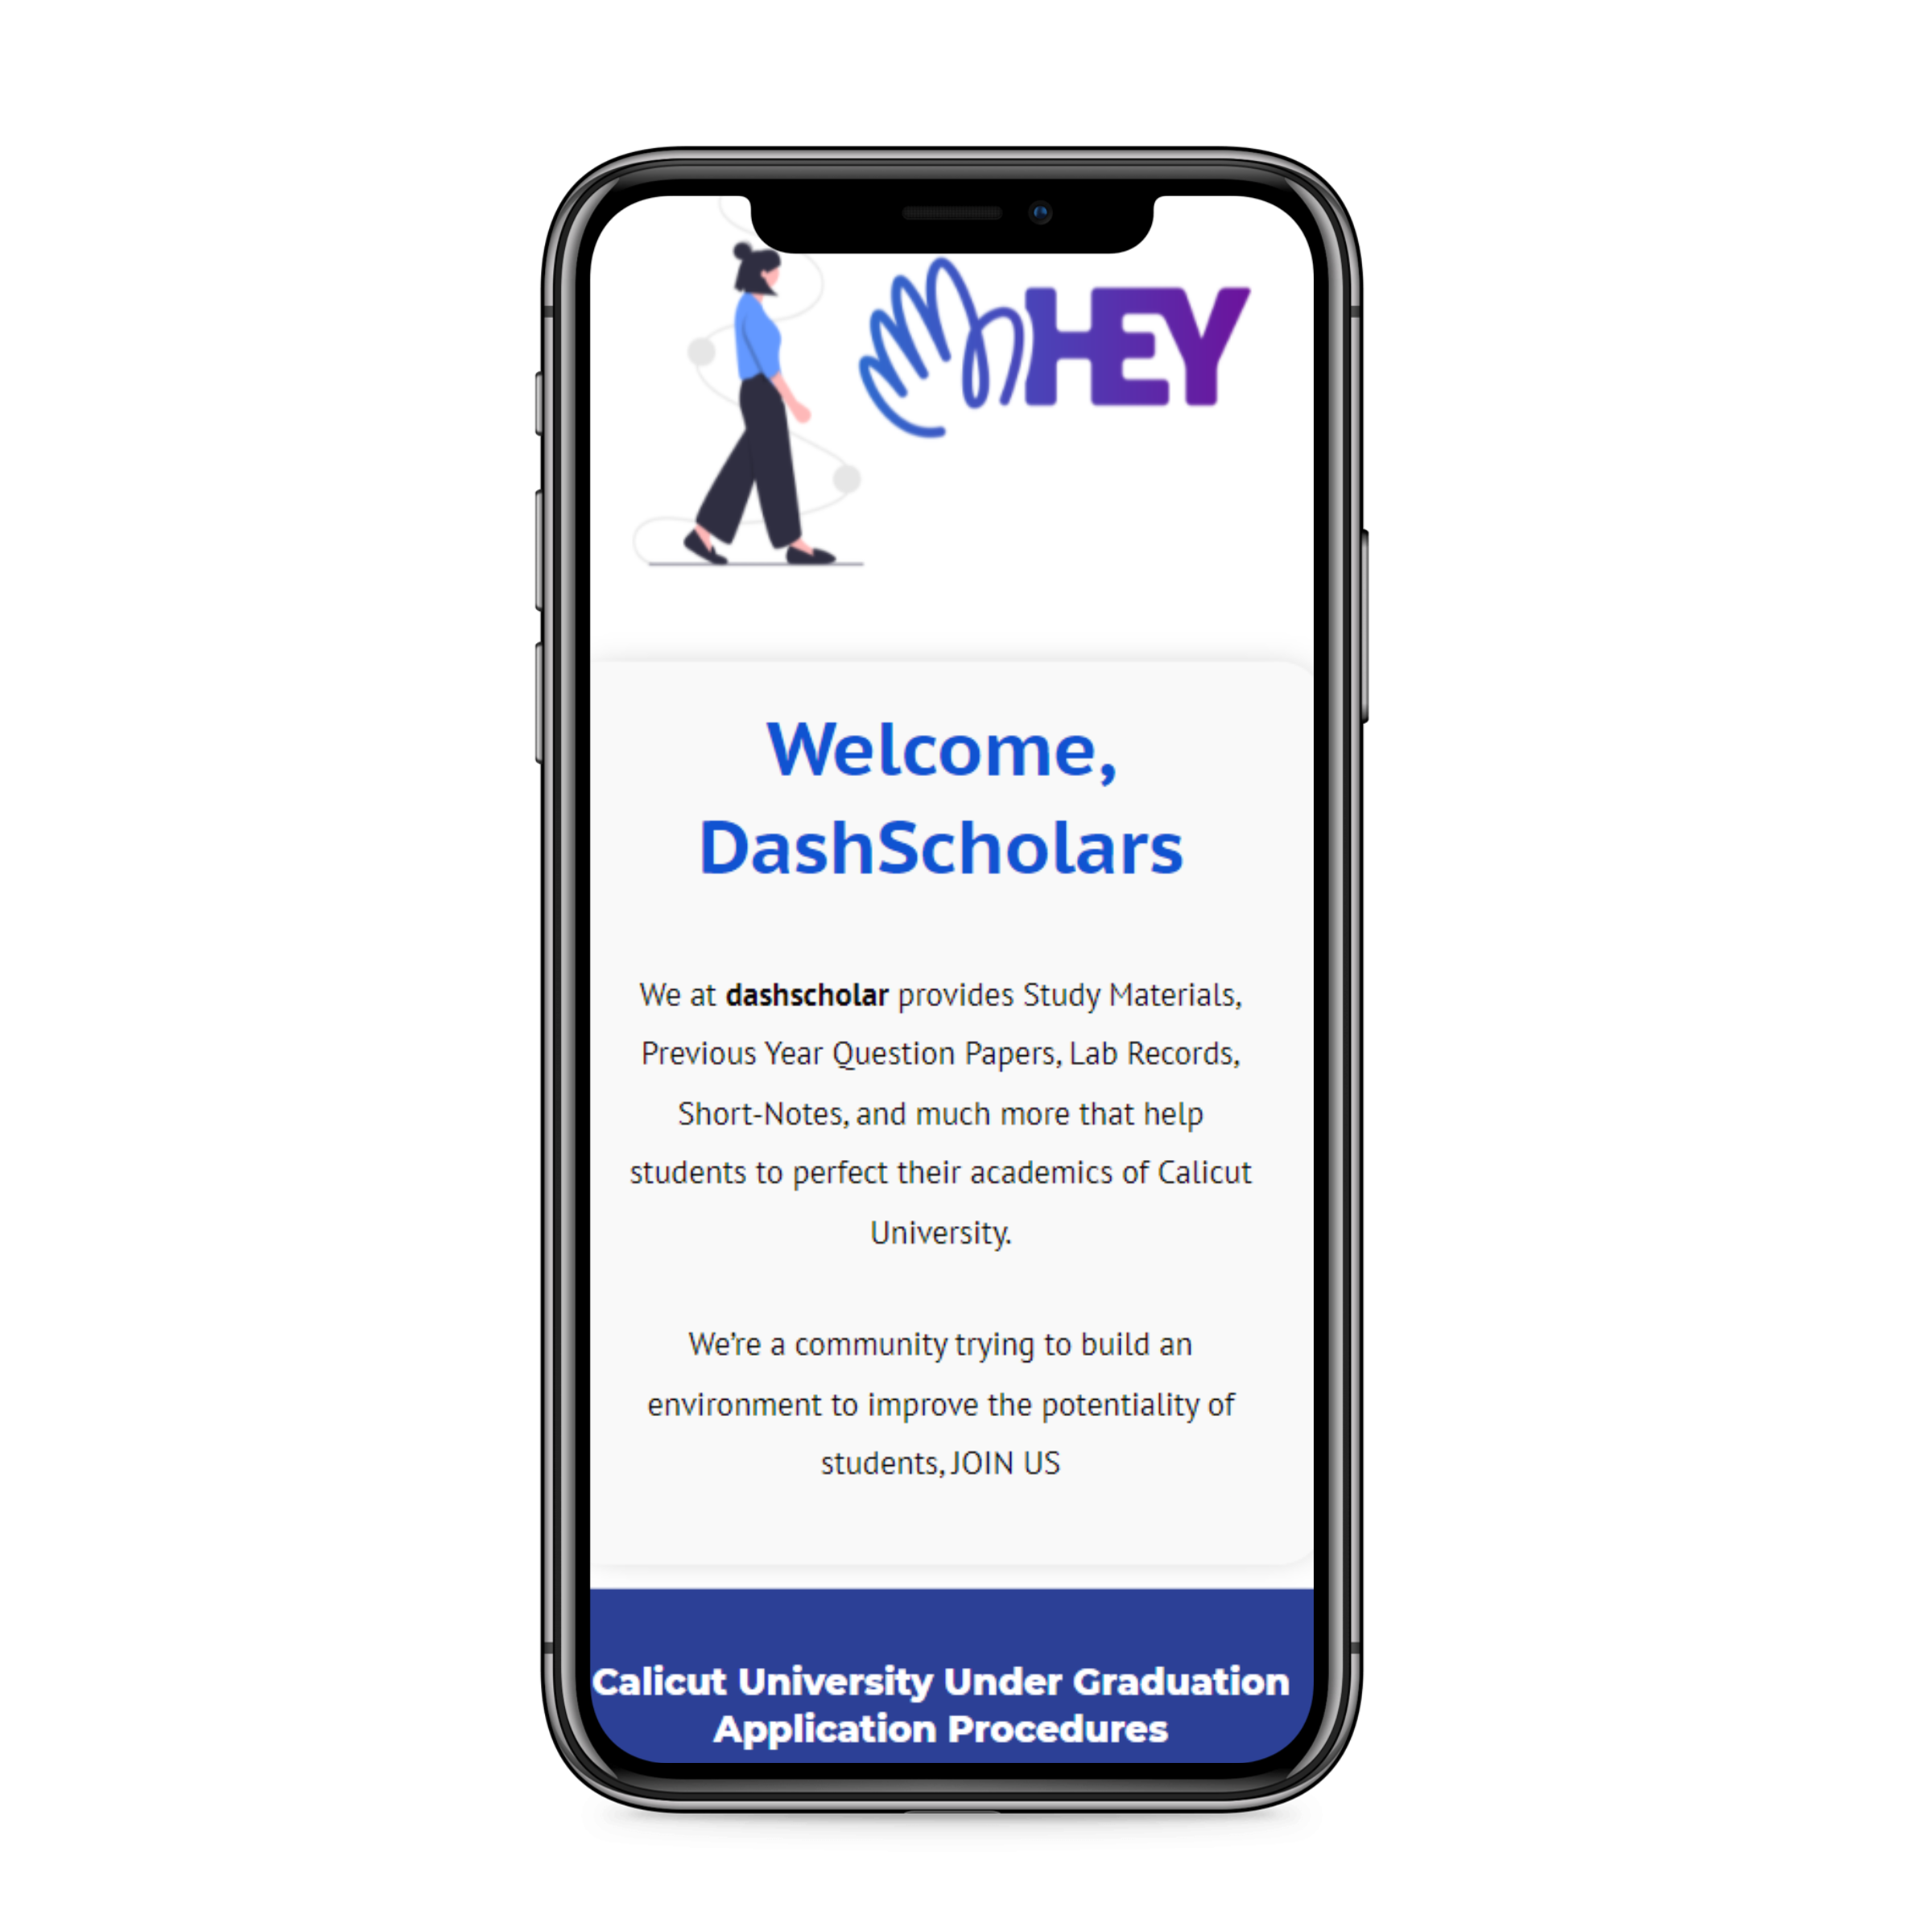 HEY
Welcome,
DashScholars
We at dashscholar provides Study Materials,
Previous Year Question Papers, Lab Records,
Short-Notes, and much more that help
students to perfect their academics of Calicut
University.
We're a community trying to build an
environment to improve the potentiality of
students, JOIN US
Calicut University Under Graduation
Application Procedures